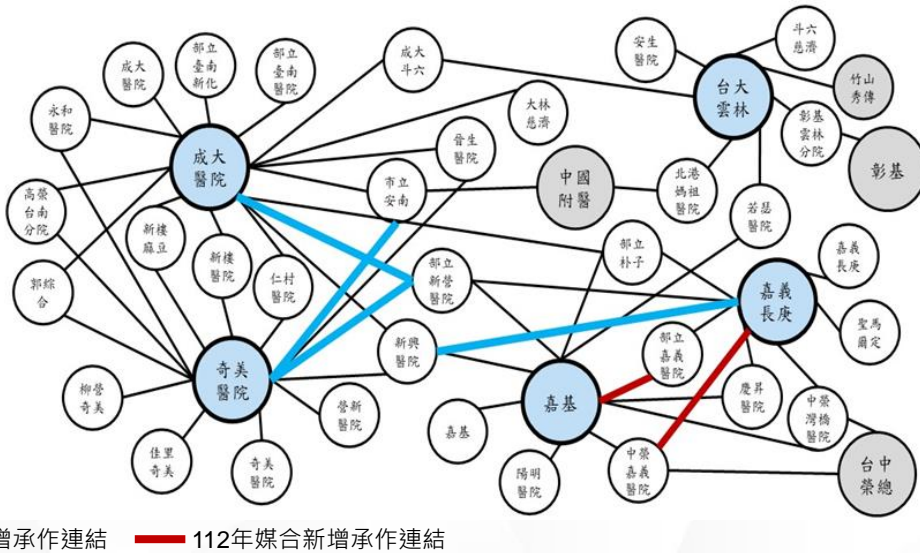 成大
醫院
部立
臺南
新化
部立
臺南
醫院
成大
斗六
安生
醫院
斗六
慈濟
永和
醫院
大林
慈濟
台大
雲林
竹山
秀傳
成大
醫院
晉生
醫院
彰基
雲林
分院
彰基
高榮
台南
分院
市立
安南
中國
附醫
北港
媽祖
醫院
若瑟
醫院
新樓
麻豆
新樓
醫院
仁村
醫院
部立
新營
醫院
部立
朴子
嘉義
長庚
郭綜
合
嘉義
長庚
聖馬
爾定
奇美
醫院
新興
醫院
部立
嘉義
醫院
柳營
奇美
營新
醫院
嘉基
嘉基
慶昇
醫院
中榮
灣橋
醫院
佳里
奇美
奇美
醫院
陽明
醫院
中榮
嘉義
醫院
台中
榮總
增承作連結
112年媒合新增承作連結